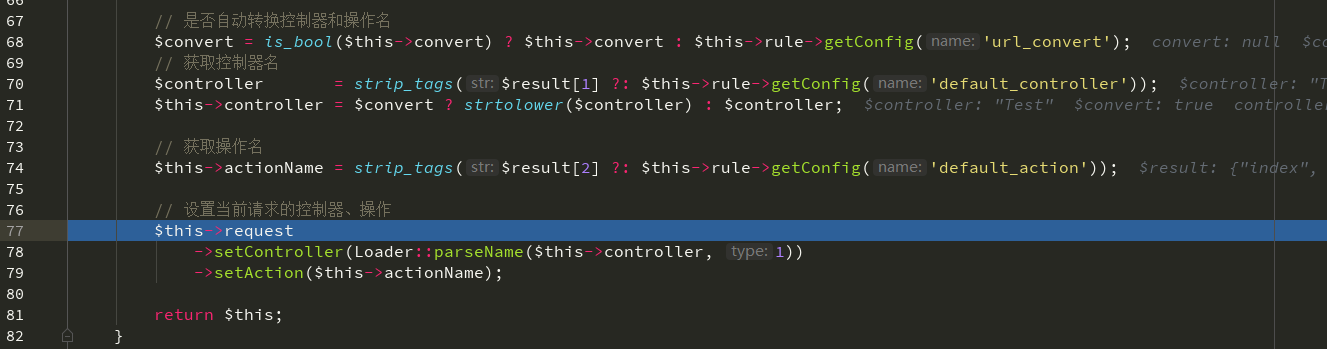 66
67 // 是否自动转换控制器和操作名
68 $convert = is_bool($this->convert) ? $this->convert : $this->rule->getConfig( name: 'url_convert'); convert: null $co
69 // 获取控制器名
70 $controller = strip_tags( str: $result[1] ?: $this->rule->getConfig( name: 'default_controller')); $controller: "T
71 $this->controller = $convert ? strtolower($controller) : $controller; $controller: "Test" $convert: true controller
72
73 // 获取操作名
74 $this->actionName = strip_tags( str: $result[2] ?: $this->rule->getConfig( name: 'default_action')); $result: {"index",
75
76 // 设置当前请求的控制器、操作
77 $this->request
78 ->setController(Loader::parseName($this->controller, type: 1))
79 ->setAction($this->actionName);
80
81 return $this;
82 }